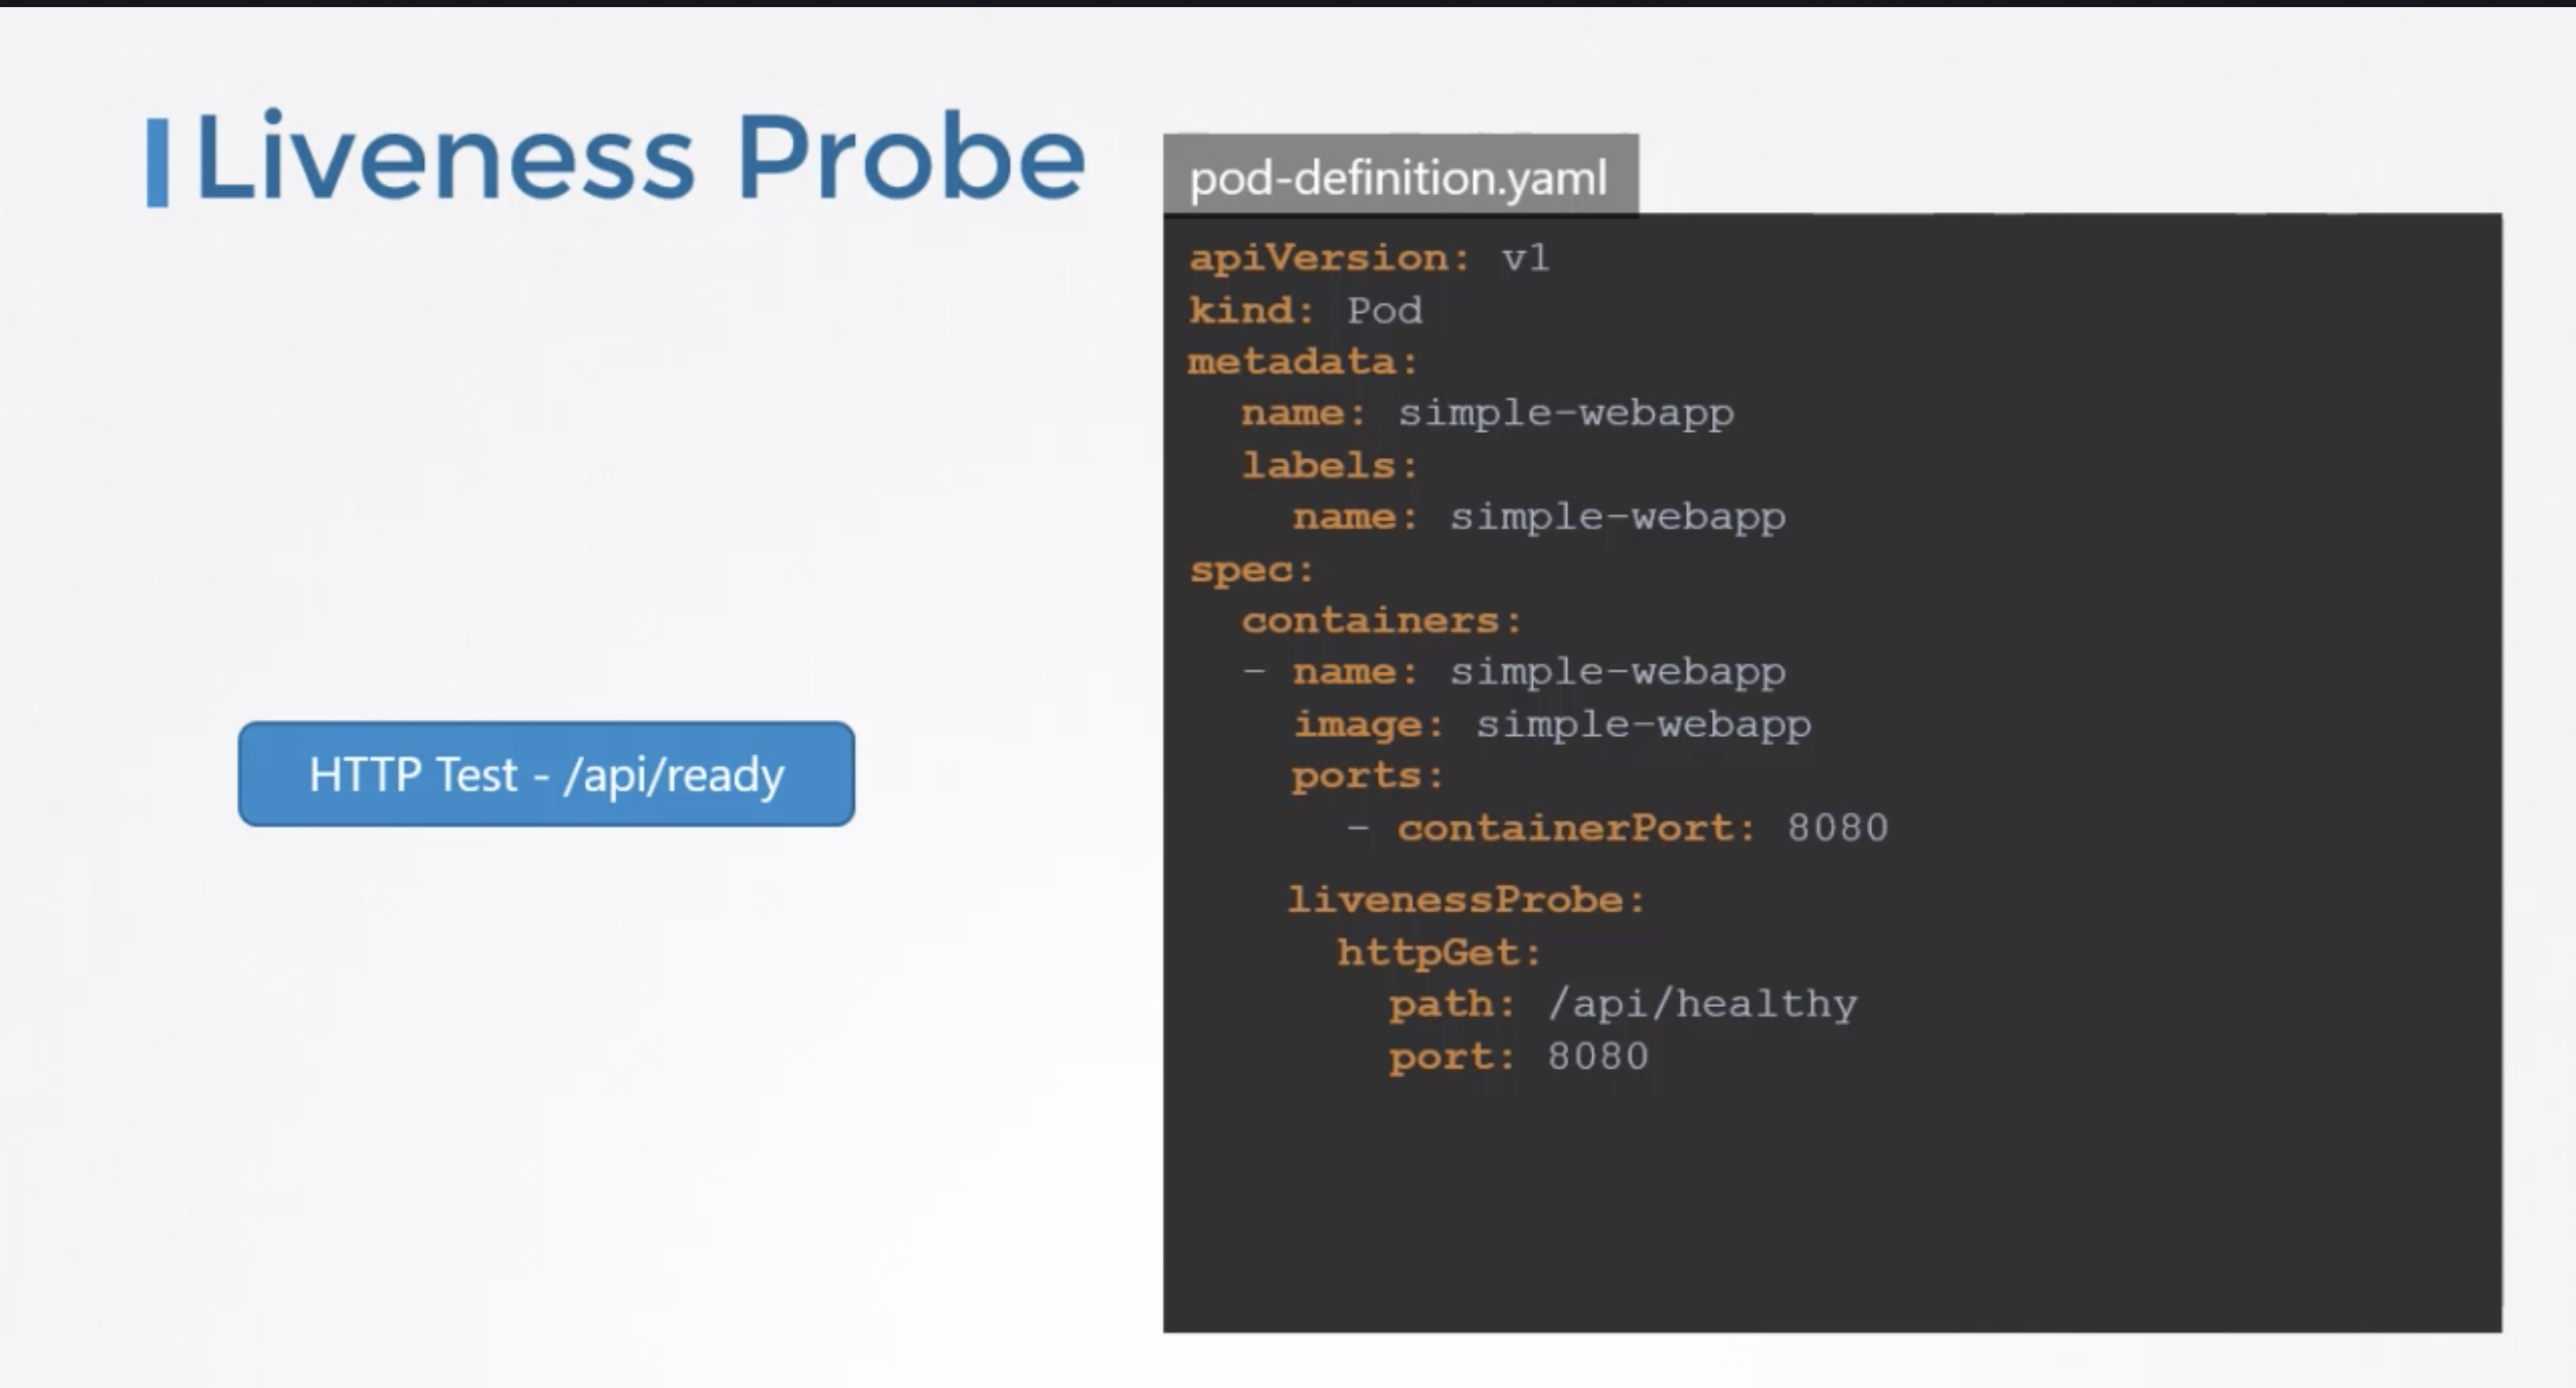 Liveness Probe
HTTP Test - /api/ready
pod-definition.yaml
apiVersion: v1
kind: Pod
metadata:
  name: simple-webapp
  labels:
    name: simple-webapp
spec:
  containers:
  - name: simple-webapp
    image: simple-webapp
    ports:
      - containerPort: 8080
    livenessProbe:
      httpGet:
        path: /api/healthy
        port: 8080